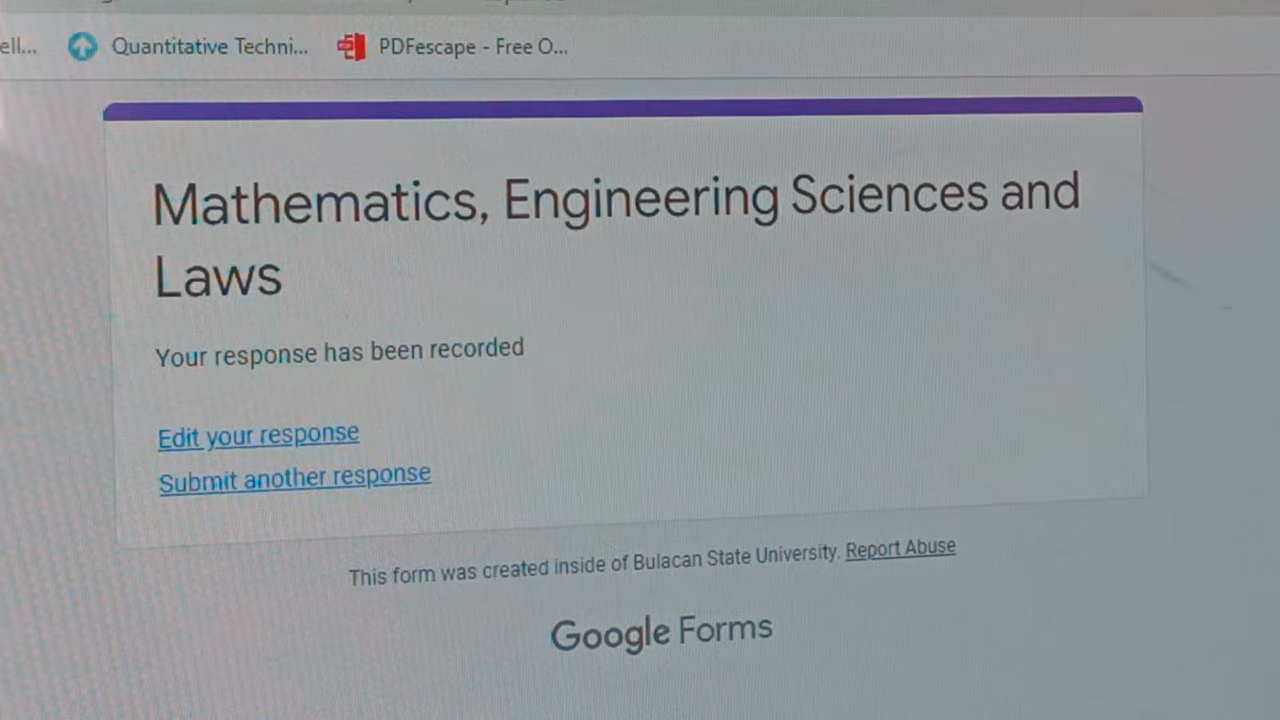 ell... Quantitative Techni... PDFescape - Free O...
Mathematics, Engineering Sciences and
Laws
Your response has been recorded
Edit your response
Submit another response
This form was created inside of Bulacan State University. Report Abuse
Google Forms